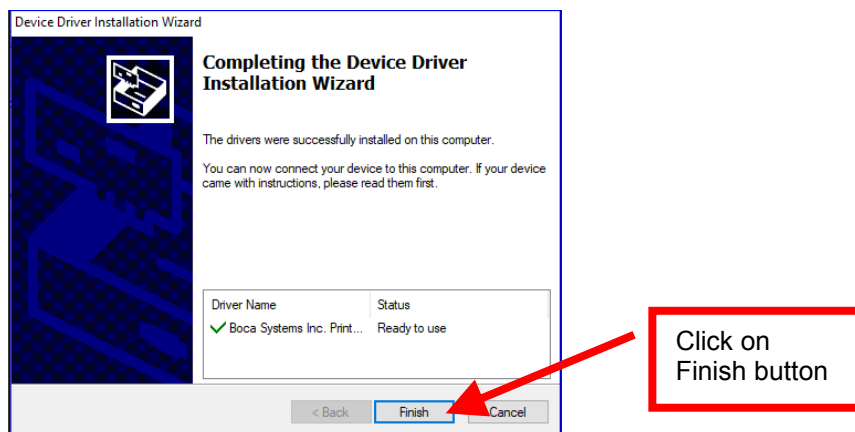 Device Driver Installation Wizard
Completing the Device Driver
Installation Wizard
The drivers were successfully installed on this computer.
You can now connect your device to this computer. If your device
came with instructions, please read them first.
Driver Name Status
Boca Systems Inc. Print... Ready to use
< Back Finish Cancel
Click on
Finish button